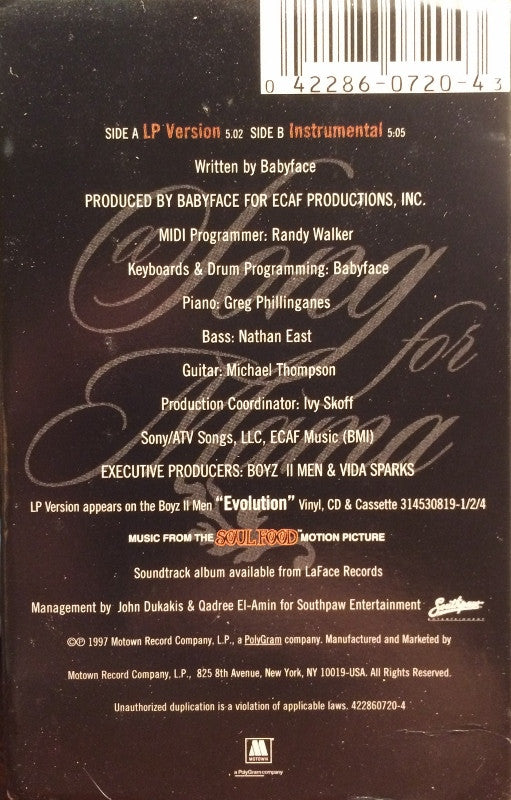 0 42286-0720-4 3
SIDE A LP Version 5.02 SIDE B Instrumental 5:05
Written by Babyface
PRODUCED BY BABYFACE FOR ECAF PRODUCTIONS, INC.
MIDI Programmer: Randy Walker
Keyboards & Drum Programming: Babyface
Piano: Greg Phillinganes
Bass: Nathan East
Guitar: Michael Thompson
Production Coordinator: Ivy Skoff
Sony/ATV Songs, LLC, ECAF Music (BMI)
EXECUTIVE PRODUCERS: BOYZ II MEN & VIDA SPARKS
a Song
for
Mama
LP Version appears on the Boyz II Men "Evolution" Vinyl, CD & Cassette 314530819-1/2/4
MUSIC FROM THE SOUL FOOD MOTION PICTURE
Soundtrack album available from LaFace Records
Management by John Dukakis & Qadree El-Amin for Southpaw Entertainment
Southpaw
ENTERTAINMENT
©℗ 1997 Motown Record Company, L.P., a PolyGram company. Manufactured and Marketed by
Motown Record Company, L.P., 825 8th Avenue, New York, NY 10019-USA. All Rights Reserved.
Unauthorized duplication is a violation of applicable laws. 422860720-4
M
MOTOWN
a PolyGram company